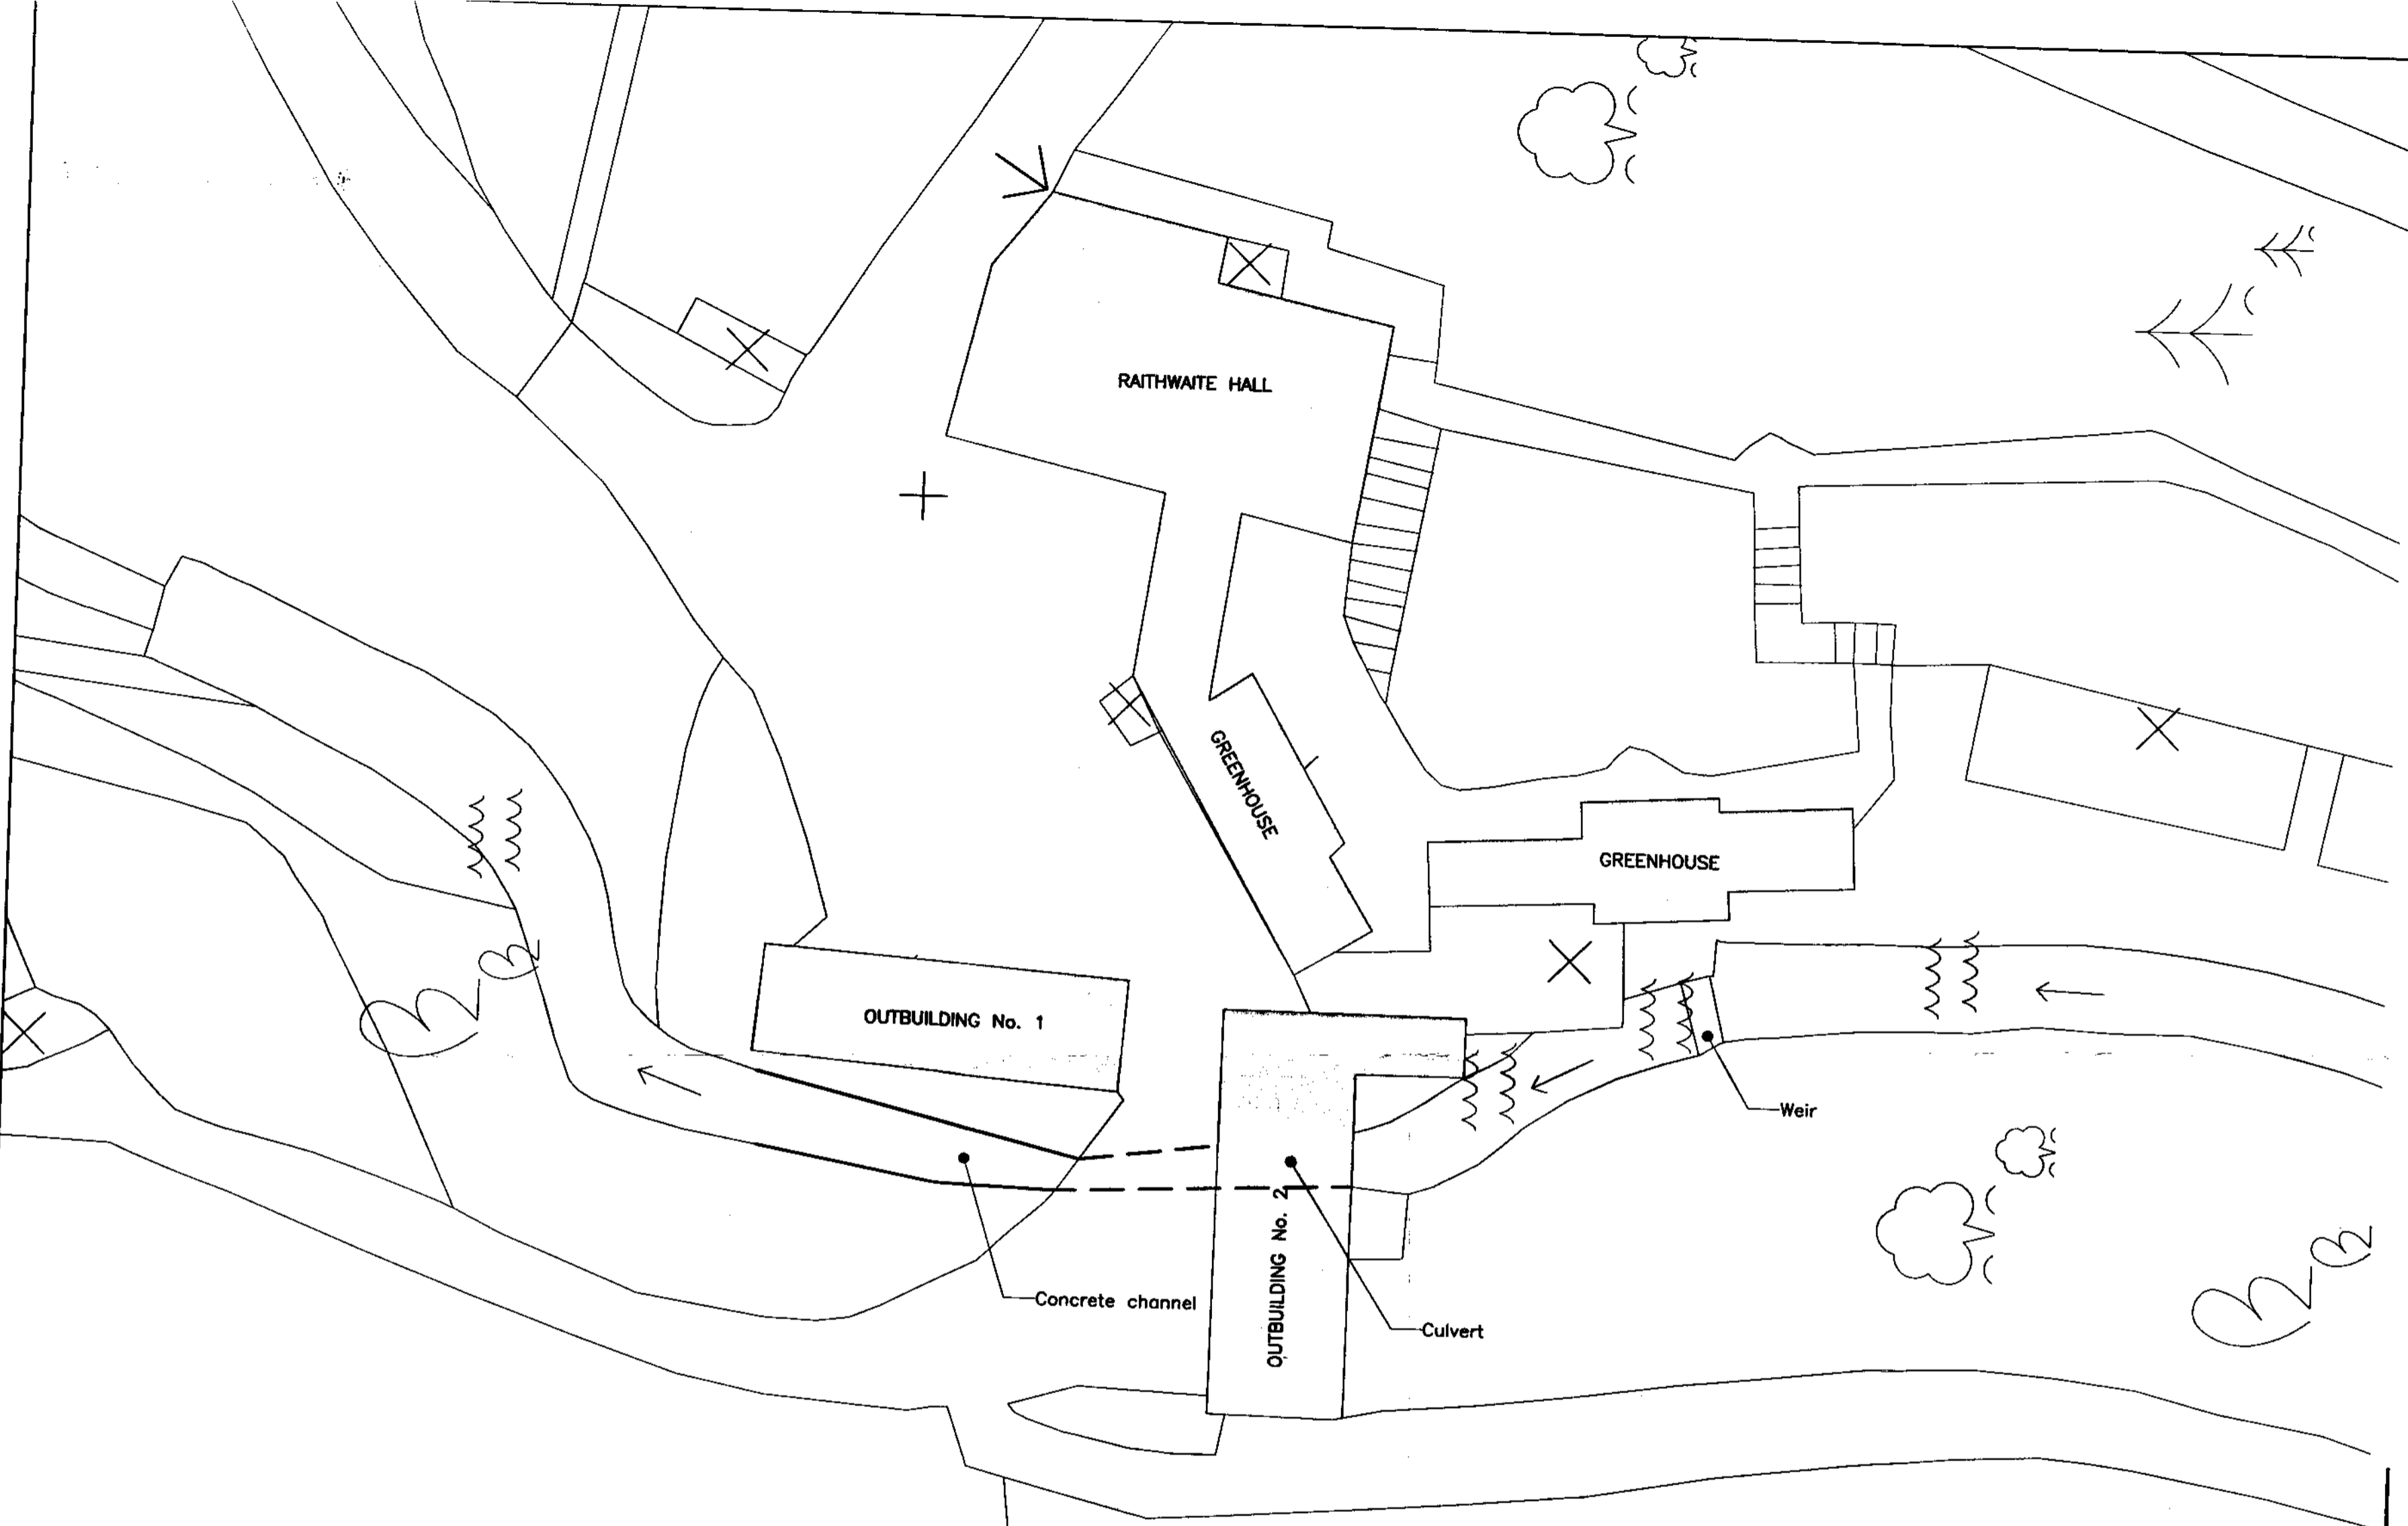 RAITHWAITE HALL
GREENHOUSE
GREENHOUSE
OUTBUILDING No. 1
Weir
Concrete channel
OUTBUILDING No. 2
Culvert